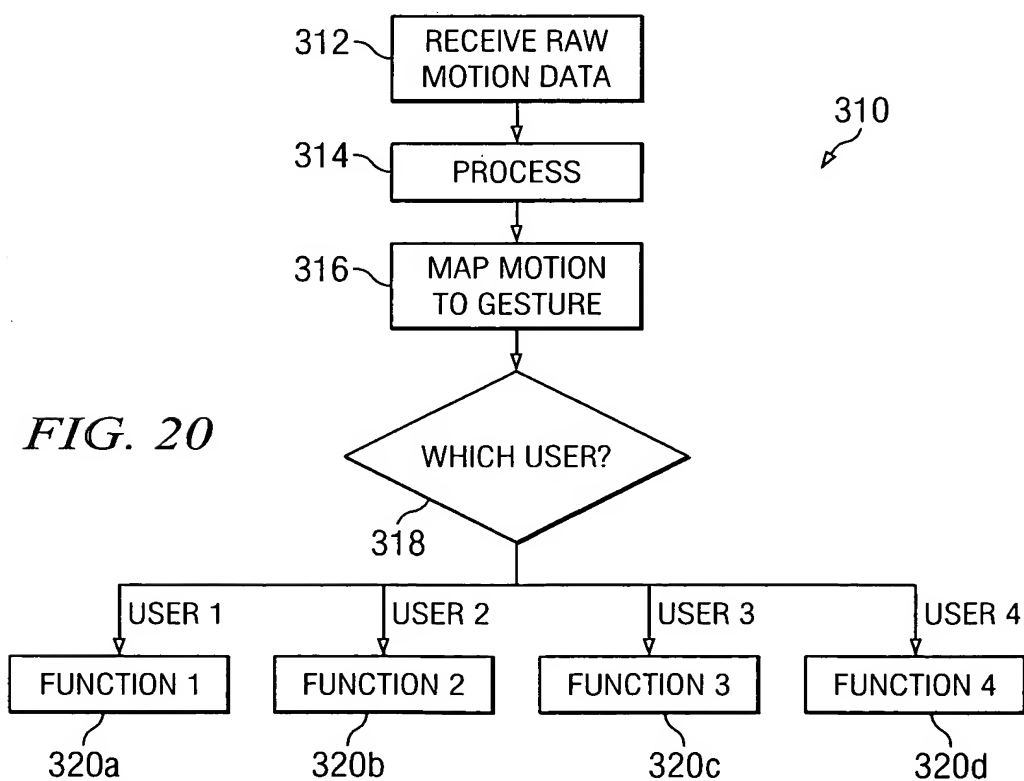 312
RECEIVE RAW
MOTION DATA
310
314
PROCESS
316
MAP MOTION
TO GESTURE
FIG. 20
WHICH USER?
318
USER 1
USER 2
USER 3
USER 4
FUNCTION 1
FUNCTION 2
FUNCTION 3
FUNCTION 4
320a
320b
320c
320d